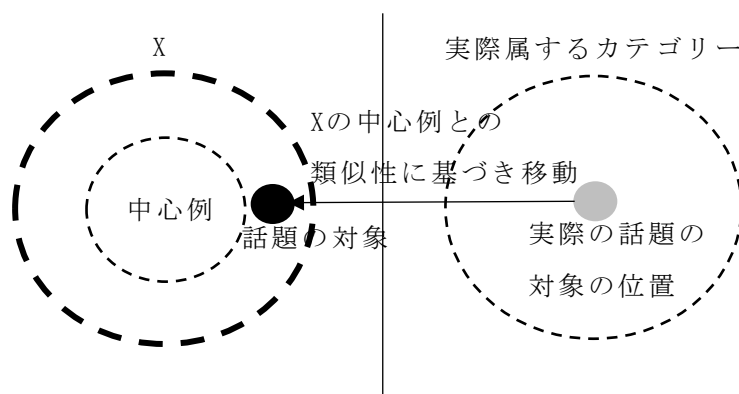 X
実際属するカテゴリー
Xの中心例との
類似性に基づき移動
中心例
話題の対象
実際の話題の
対象の位置